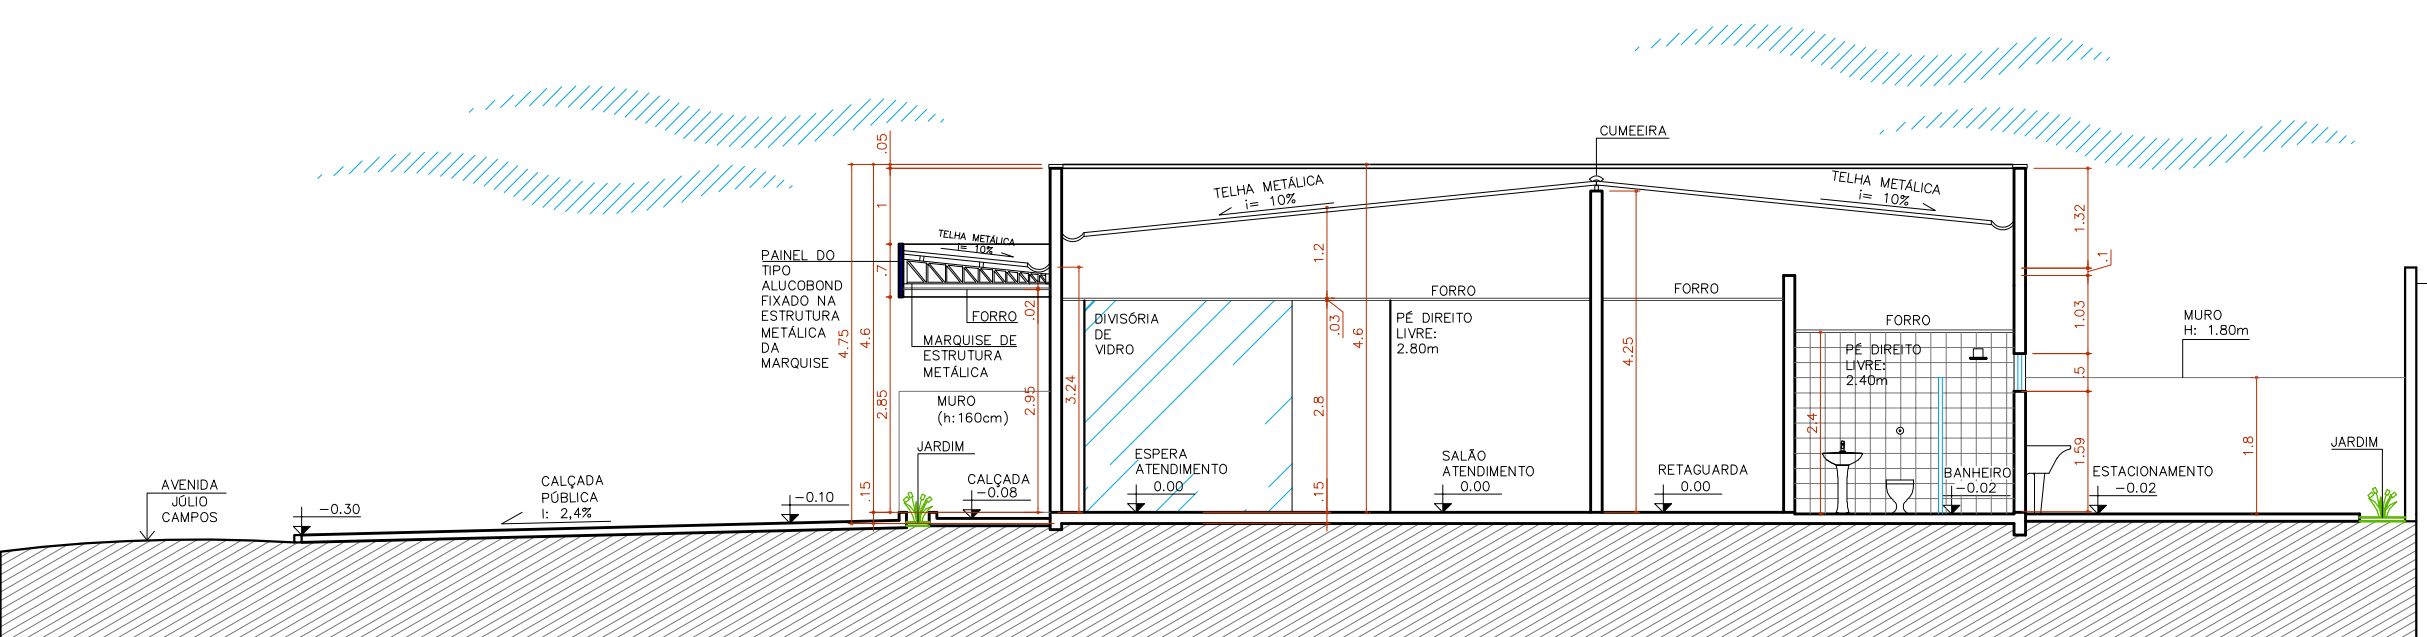 CUMEEIRA
.05
TELHA METÁLICA
i= 10%
TELHA METÁLICA
i= 10%
1
1.32
TELHA METÁLICA
i= 10%
PAINEL DO
TIPO
ALUCOBOND
FIXADO NA
ESTRUTURA
METÁLICA
DA
MARQUISE
.7
1.2
.1
FORRO
FORRO
FORRO
.02
FORRO
MARQUISE DE
ESTRUTURA
METÁLICA
DIVISÓRIA
DE
VIDRO
.03
PÉ DIREITO
LIVRE:
2.80m
FORRO
PÉ DIREITO
LIVRE:
2.40m
1.03
MURO
H: 1.80m
4.75
4.6
4.6
4.25
.5
2.85
2.95
3.24
2.8
2.4
1.59
1.8
MURO
(h:160cm)
JARDIM
JARDIM
ESPERA
ATENDIMENTO
0.00
SALÃO
ATENDIMENTO
0.00
RETAGUARDA
0.00
BANHEIRO
-0.02
ESTACIONAMENTO
-0.02
CALÇADA
-0.08
AVENIDA
JÚLIO
CAMPOS
-0.30
CALÇADA
PÚBLICA
I: 2,4%
-0.10
.15
.15